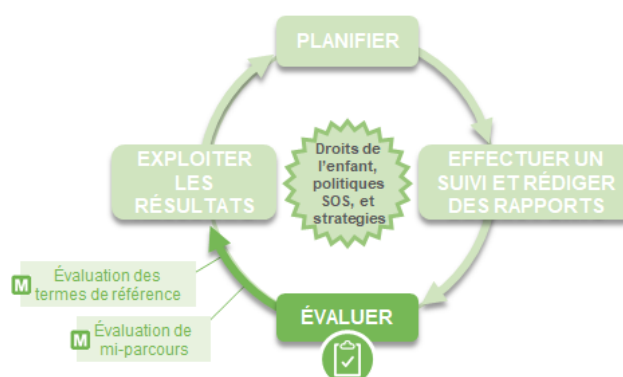 PLANIFIER
EXPLOITER
LES
RÉSULTATS
Droits de
l'enfant,
politiques
SOS, et
strategies
EFFECTUER UN
SUIVI ET RÉDIGER
DES RAPPORTS
M
Évaluation des
termes de référence
M
Évaluation de
mi-parcours
ÉVALUER